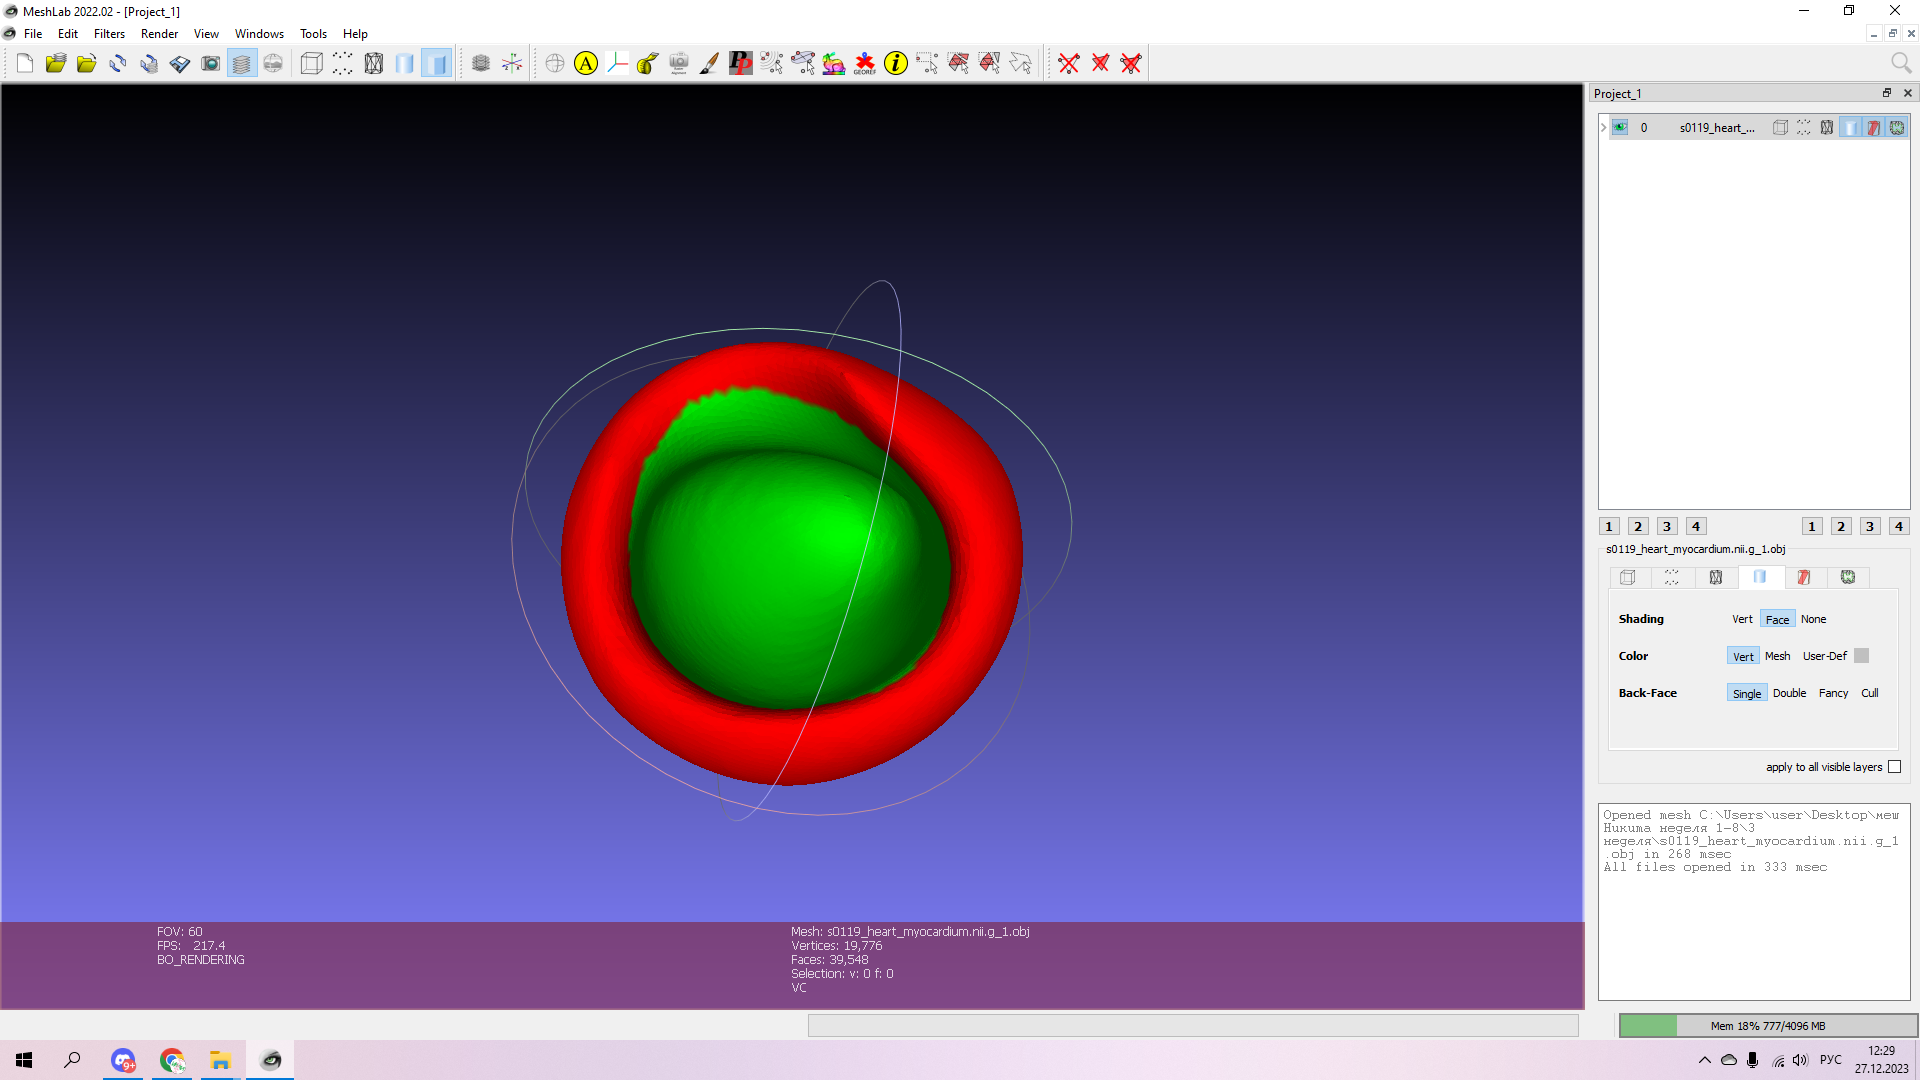 MeshLab 2022.02 - [Project_1]
File Edit Filters Render View Windows Tools Help
A
PP
GEOREF
i
Project_1
0 s0119_heart_...
1 2 3 4 1 2 3 4
s0119_heart_myocardium.nii.g_1.obj
Shading Vert Face None
Color Vert Mesh User-Def
Back-Face Single Double Fancy Cull
apply to all visible layers
Opened mesh C:\Users\user\Desktop\меш
Никита неделя 1-8\3
неделя\s0119_heart_myocardium.nii.g_1
.obj in 268 msec
All files opened in 333 msec
FOV: 60
FPS: 217.4
BO_RENDERING
Mesh: s0119_heart_myocardium.nii.g_1.obj
Vertices: 19,776
Faces: 39,548
Selection: v: 0 f: 0
VC
Mem 18% 777/4096 MB
9+
РУС
12:29
27.12.2023